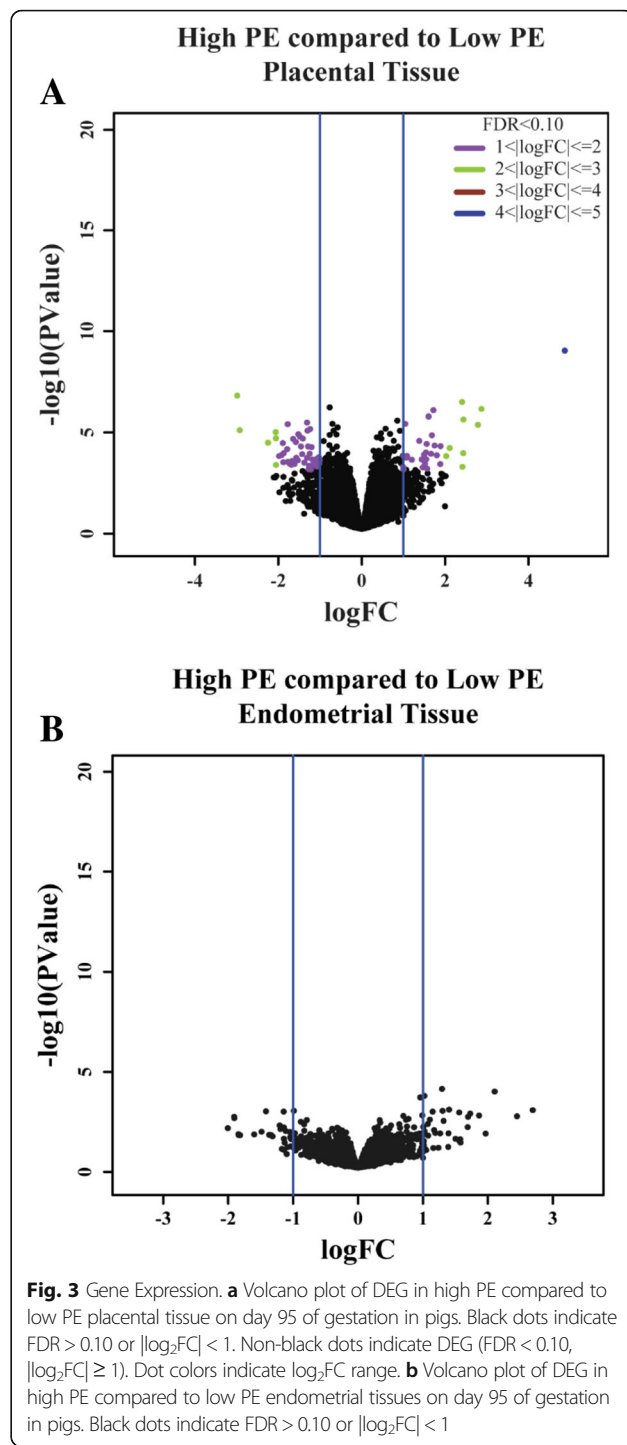 High PE compared to Low PE
Placental Tissue
A
FDR<0.10
1<|logFC|<=2
2<|logFC|<=3
3<|logFC|<=4
4<|logFC|<=5
-log10(PValue)
20
15
10
5
0
-4 -2 0 2 4
logFC
High PE compared to Low PE
Endometrial Tissue
B
-log10(PValue)
20
15
10
5
0
-3 -2 -1 0 1 2 3
logFC
Fig. 3 Gene Expression. a Volcano plot of DEG in high PE compared to
low PE placental tissue on day 95 of gestation in pigs. Black dots indicate
FDR > 0.10 or |log₂FC| < 1. Non-black dots indicate DEG (FDR < 0.10,
|log₂FC| ≥ 1). Dot colors indicate log₂FC range. b Volcano plot of DEG in
high PE compared to low PE endometrial tissues on day 95 of gestation
in pigs. Black dots indicate FDR > 0.10 or |log₂FC| < 1